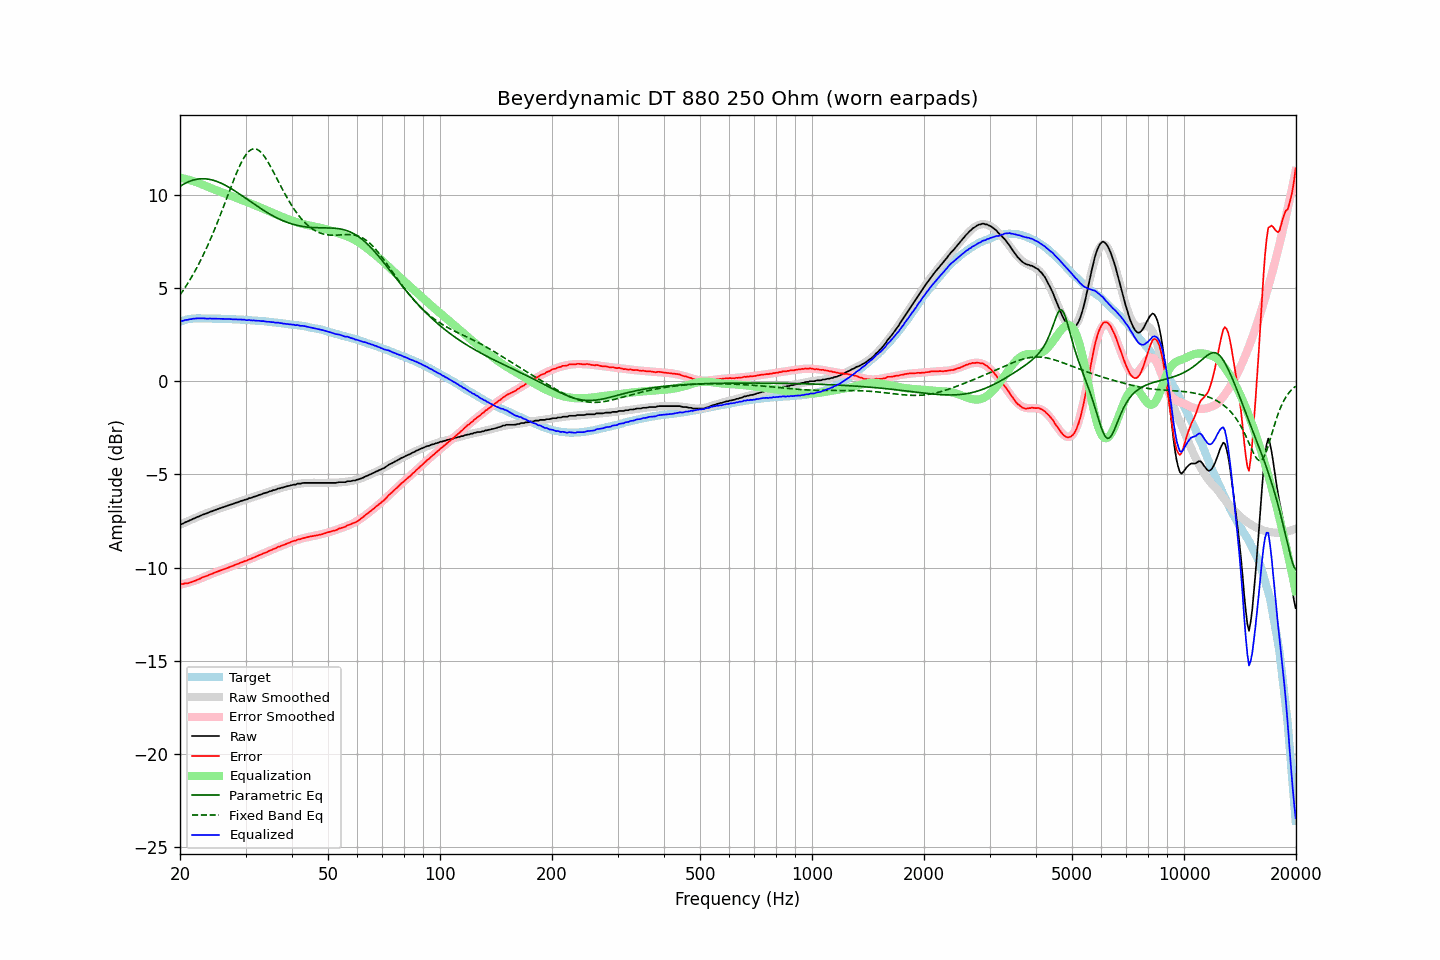 Beyerdynamic DT 880 250 Ohm (worn earpads)
Amplitude (dBr)
10
5
0
−5
−10
−15
−20
−25
Target
Raw Smoothed
Error Smoothed
Raw
Error
Equalization
Parametric Eq
Fixed Band Eq
Equalized
20 50 100 200 500 1000 2000 5000 10000 20000
Frequency (Hz)